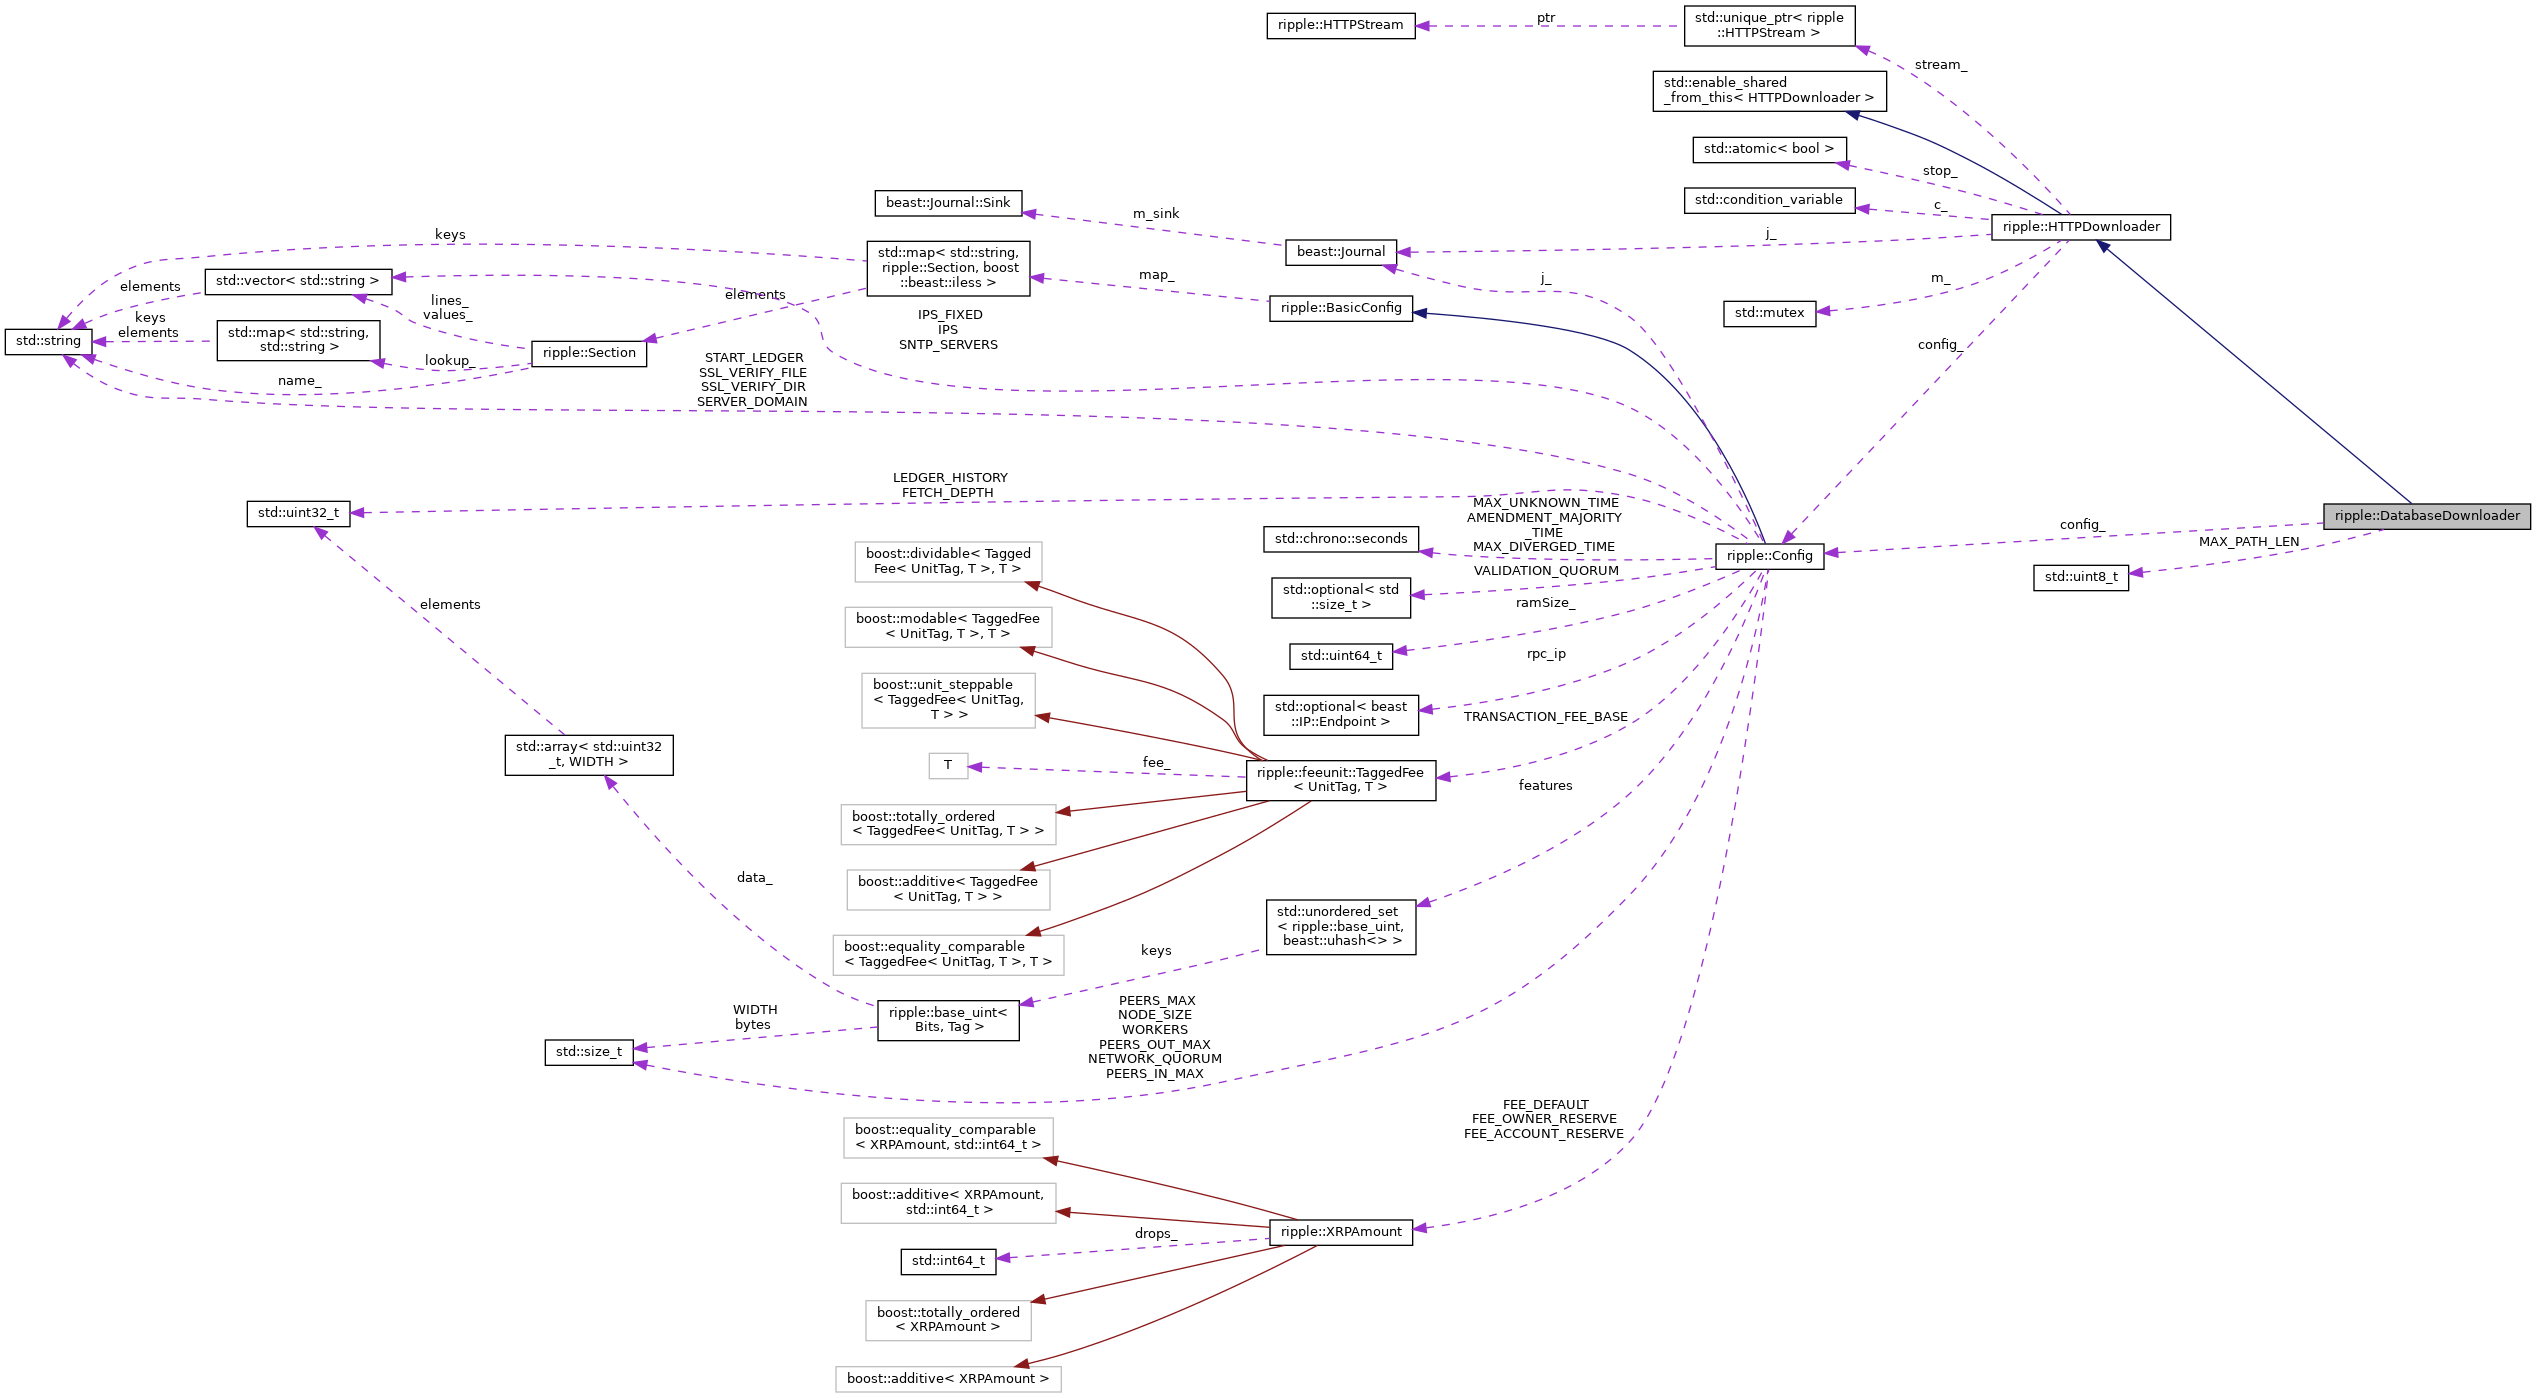 ripple::HTTPStream
ptr
std::unique_ptr< ripple
::HTTPStream >
stream_
std::enable_shared
_from_this< HTTPDownloader >
std::atomic< bool >
stop_
std::condition_variable
c_
ripple::HTTPDownloader
beast::Journal::Sink
m_sink
beast::Journal
j_
keys
std::map< std::string,
ripple::Section, boost
::beast::iless >
map_
ripple::BasicConfig
j_
m_
std::mutex
config_
std::vector< std::string >
elements
elements
lines_
values_
keys
elements
std::string
std::map< std::string,
std::string >
ripple::Section
lookup_
name_
IPS_FIXED
IPS
SNTP_SERVERS
START_LEDGER
SSL_VERIFY_FILE
SSL_VERIFY_DIR
SERVER_DOMAIN
LEDGER_HISTORY
FETCH_DEPTH
std::uint32_t
MAX_UNKNOWN_TIME
AMENDMENT_MAJORITY
_TIME
MAX_DIVERGED_TIME
std::chrono::seconds
ripple::Config
config_
ripple::DatabaseDownloader
MAX_PATH_LEN
std::uint8_t
VALIDATION_QUORUM
std::optional< std
::size_t >
ramSize_
std::uint64_t
rpc_ip
std::optional< beast
::IP::Endpoint >
TRANSACTION_FEE_BASE
boost::dividable< Tagged
Fee< UnitTag, T >, T >
boost::modable< TaggedFee
< UnitTag, T >, T >
boost::unit_steppable
< TaggedFee< UnitTag,
T > >
T
fee_
ripple::feeunit::TaggedFee
< UnitTag, T >
boost::totally_ordered
< TaggedFee< UnitTag, T > >
boost::additive< TaggedFee
< UnitTag, T > >
boost::equality_comparable
< TaggedFee< UnitTag, T >, T >
features
std::unordered_set
< ripple::base_uint,
beast::uhash<> >
keys
elements
std::array< std::uint32
_t, WIDTH >
data_
ripple::base_uint<
Bits, Tag >
WIDTH
bytes
std::size_t
PEERS_MAX
NODE_SIZE
WORKERS
PEERS_OUT_MAX
NETWORK_QUORUM
PEERS_IN_MAX
FEE_DEFAULT
FEE_OWNER_RESERVE
FEE_ACCOUNT_RESERVE
boost::equality_comparable
< XRPAmount, std::int64_t >
boost::additive< XRPAmount,
std::int64_t >
drops_
std::int64_t
ripple::XRPAmount
boost::totally_ordered
< XRPAmount >
boost::additive< XRPAmount >